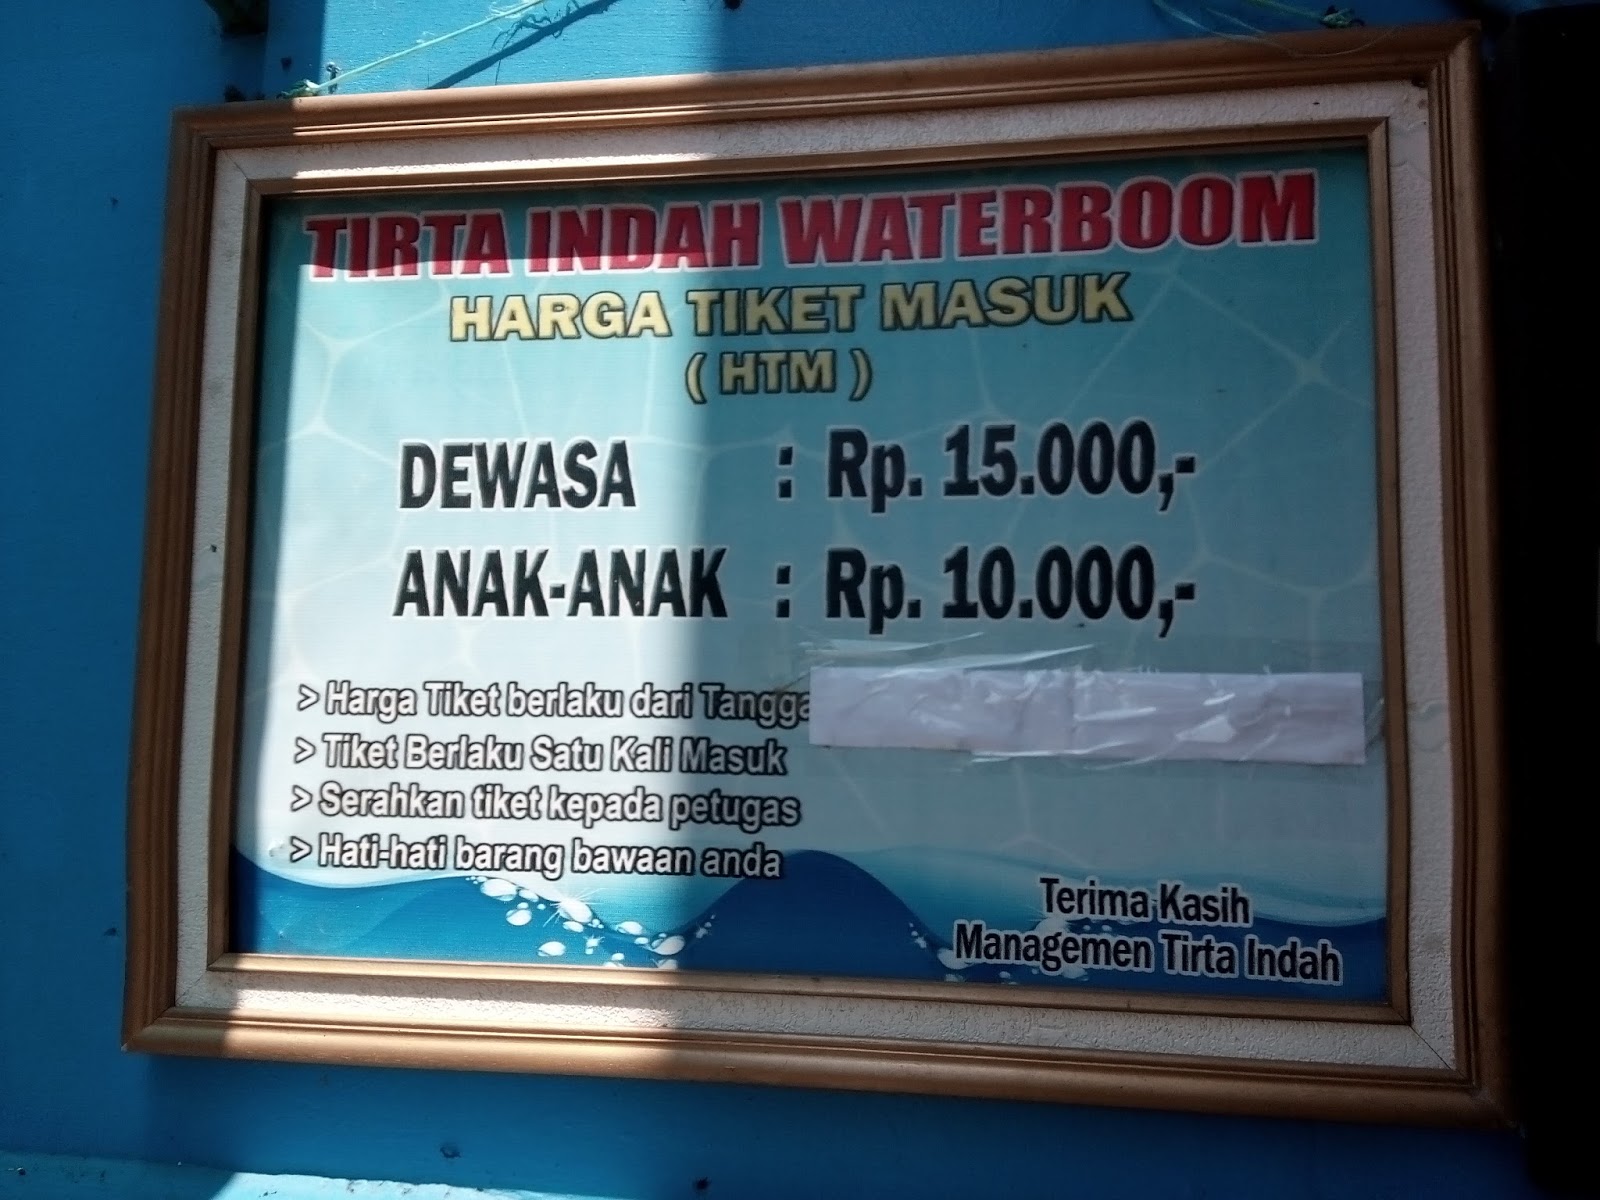 TIRTA INDAH WATERBOOM
HARGA TIKET MASUK
( HTM )
DEWASA : Rp. 15.000,-
ANAK-ANAK : Rp. 10.000,-
> Harga Tiket berlaku dari Tangga
> Tiket Berlaku Satu Kali Masuk
> Serahkan tiket kepada petugas
> Hati-hati barang bawaan anda
Terima Kasih
Managemen Tirta Indah